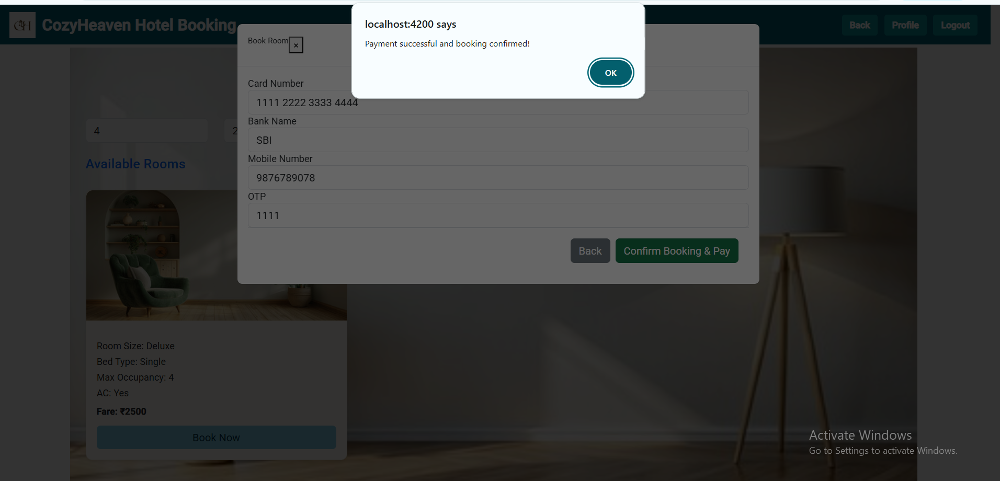 CH
CozyHeaven Hotel Booking
Back
Profile
Logout
localhost:4200 says
Payment successful and booking confirmed!
OK
Book Room
×
Card Number
1111 2222 3333 4444
Bank Name
SBI
Mobile Number
9876789078
OTP
1111
Back
Confirm Booking & Pay
4
2
Available Rooms
Room Size: Deluxe
Bed Type: Single
Max Occupancy: 4
AC: Yes
Fare: ₹2500
Book Now
Activate Windows
Go to Settings to activate Windows.